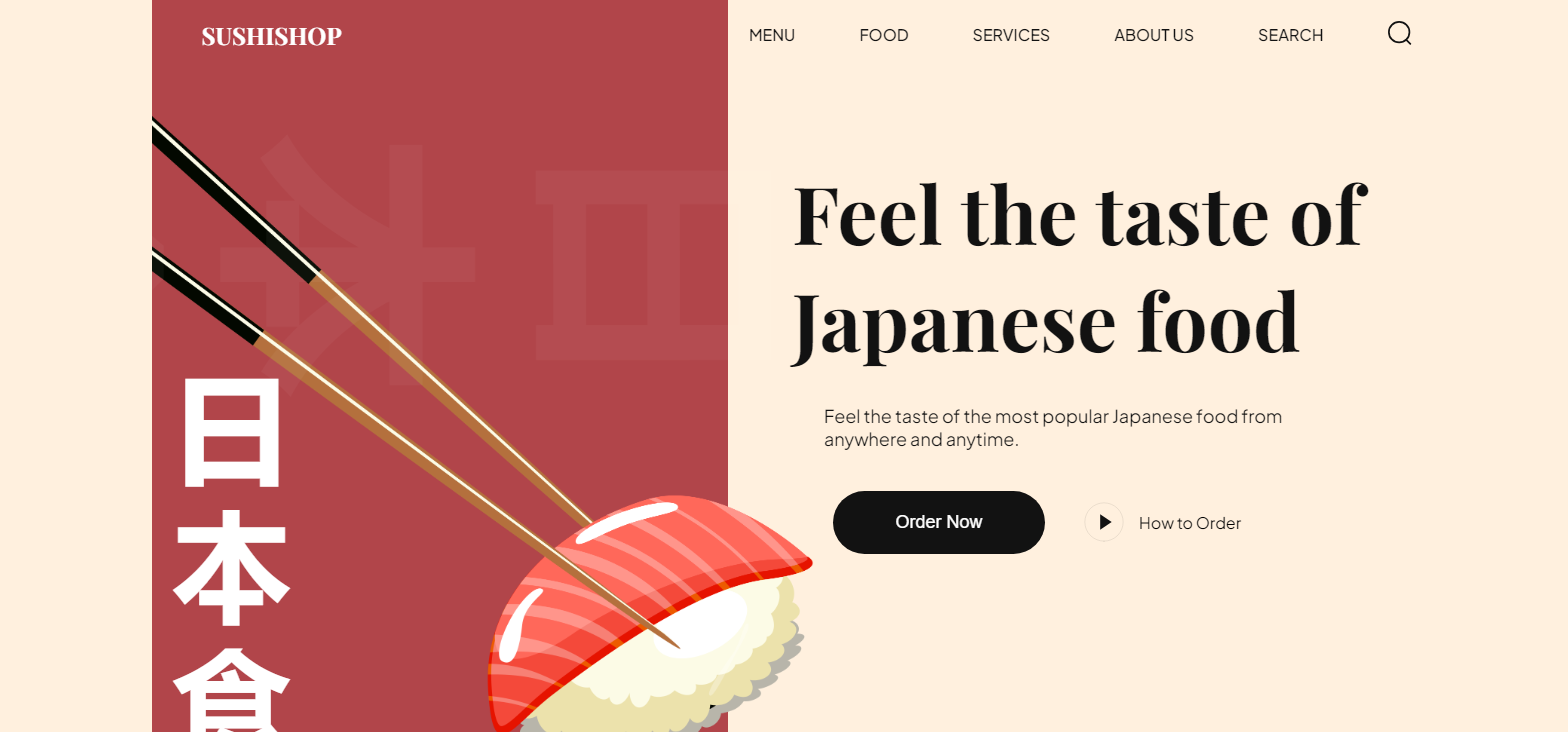 SUSHISHOP
MENU FOOD SERVICES ABOUT US SEARCH
Feel the taste of
Japanese food
Feel the taste of the most popular Japanese food from
anywhere and anytime.
Order Now
How to Order
日
本
食